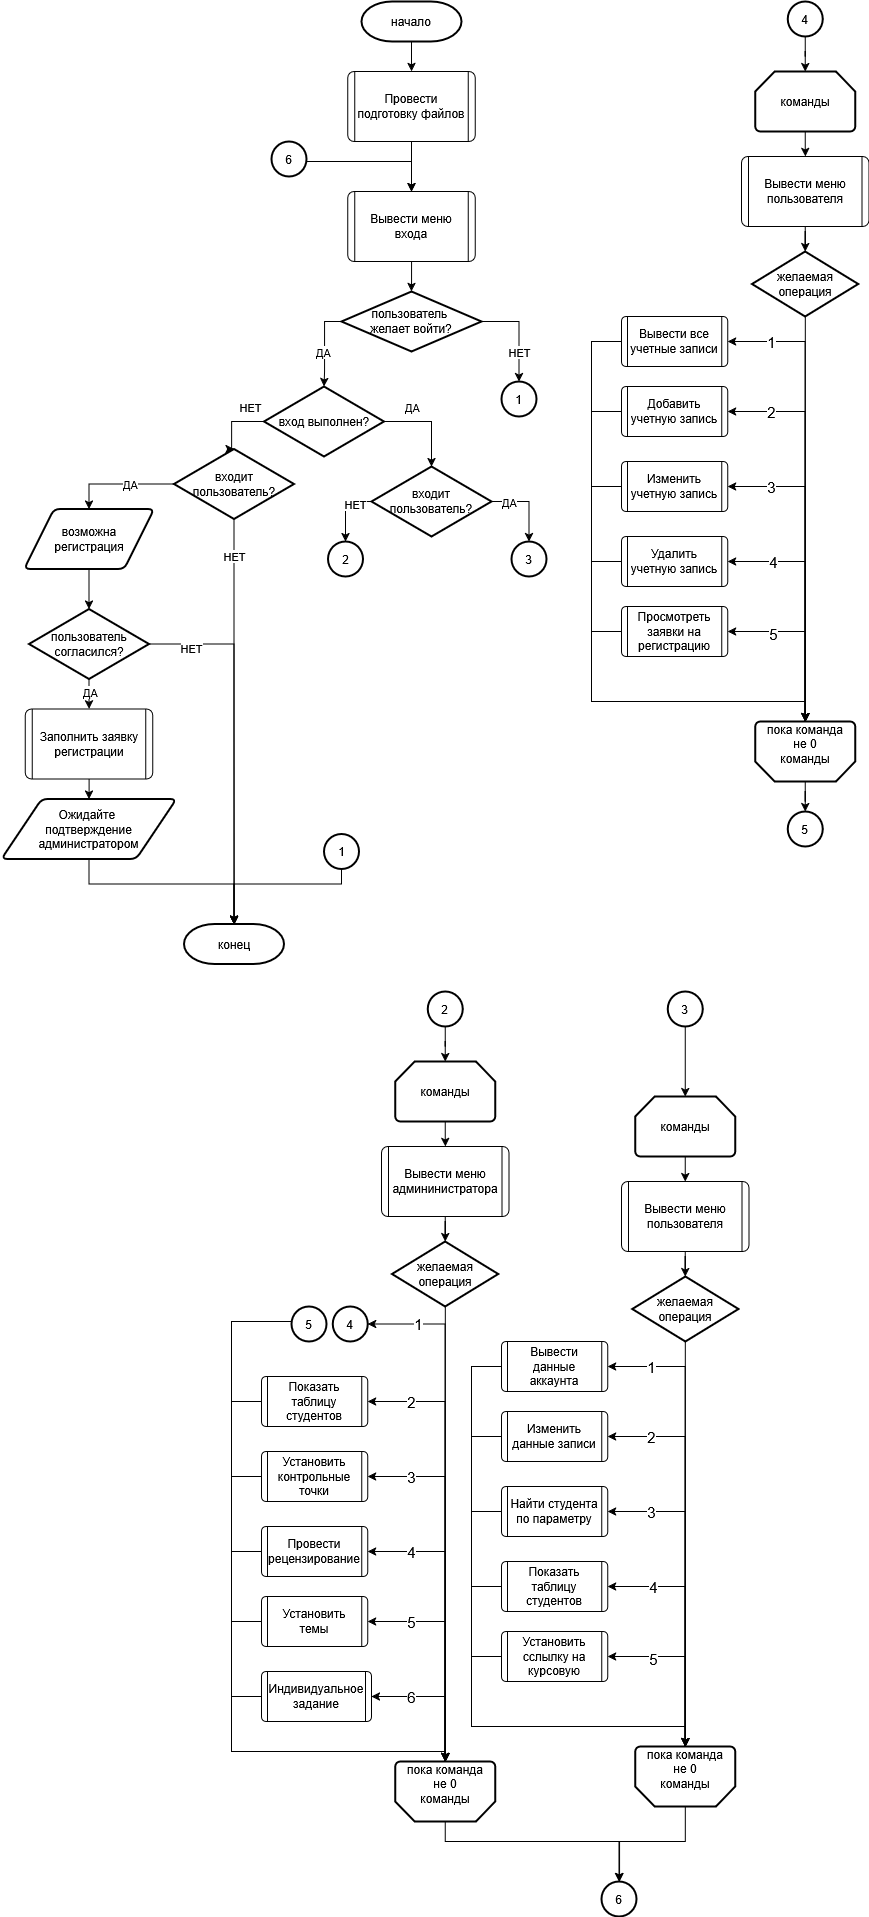 начало
Провести
подготовку файлов
6
Вывести меню
входа
пользователь
желает войти?
ДА
НЕТ
1
вход выполнен?
НЕТ
ДА
входит
пользователь?
ДА
НЕТ
входит
пользователь?
НЕТ
ДА
2
3
возможна
регистрация
пользователь
согласился?
НЕТ
ДА
Заполнить заявку
регистрации
Ожидайте
подтверждение
администратором
1
конец
4
команды
Вывести меню
пользователя
желаемая
операция
Вывести все
учетные записи
1
Добавить
учетную запись
2
Изменить
учетную запись
3
Удалить
учетную запись
4
Просмотреть
заявки на
регистрацию
5
пока команда
не 0
команды
5
2
команды
Вывести меню
админинистратора
желаемая
операция
5
4
1
Показать
таблицу
студентов
2
Установить
контрольные
точки
3
Провести
рецензирование
4
Установить
темы
5
Индивидуальное
задание
6
пока команда
не 0
команды
3
команды
Вывести меню
пользователя
желаемая
операция
Вывести
данные
аккаунта
1
Изменить
данные записи
2
Найти студента
по параметру
3
Показать
таблицу
студентов
4
Установить
сслылку на
курсовую
5
пока команда
не 0
команды
6